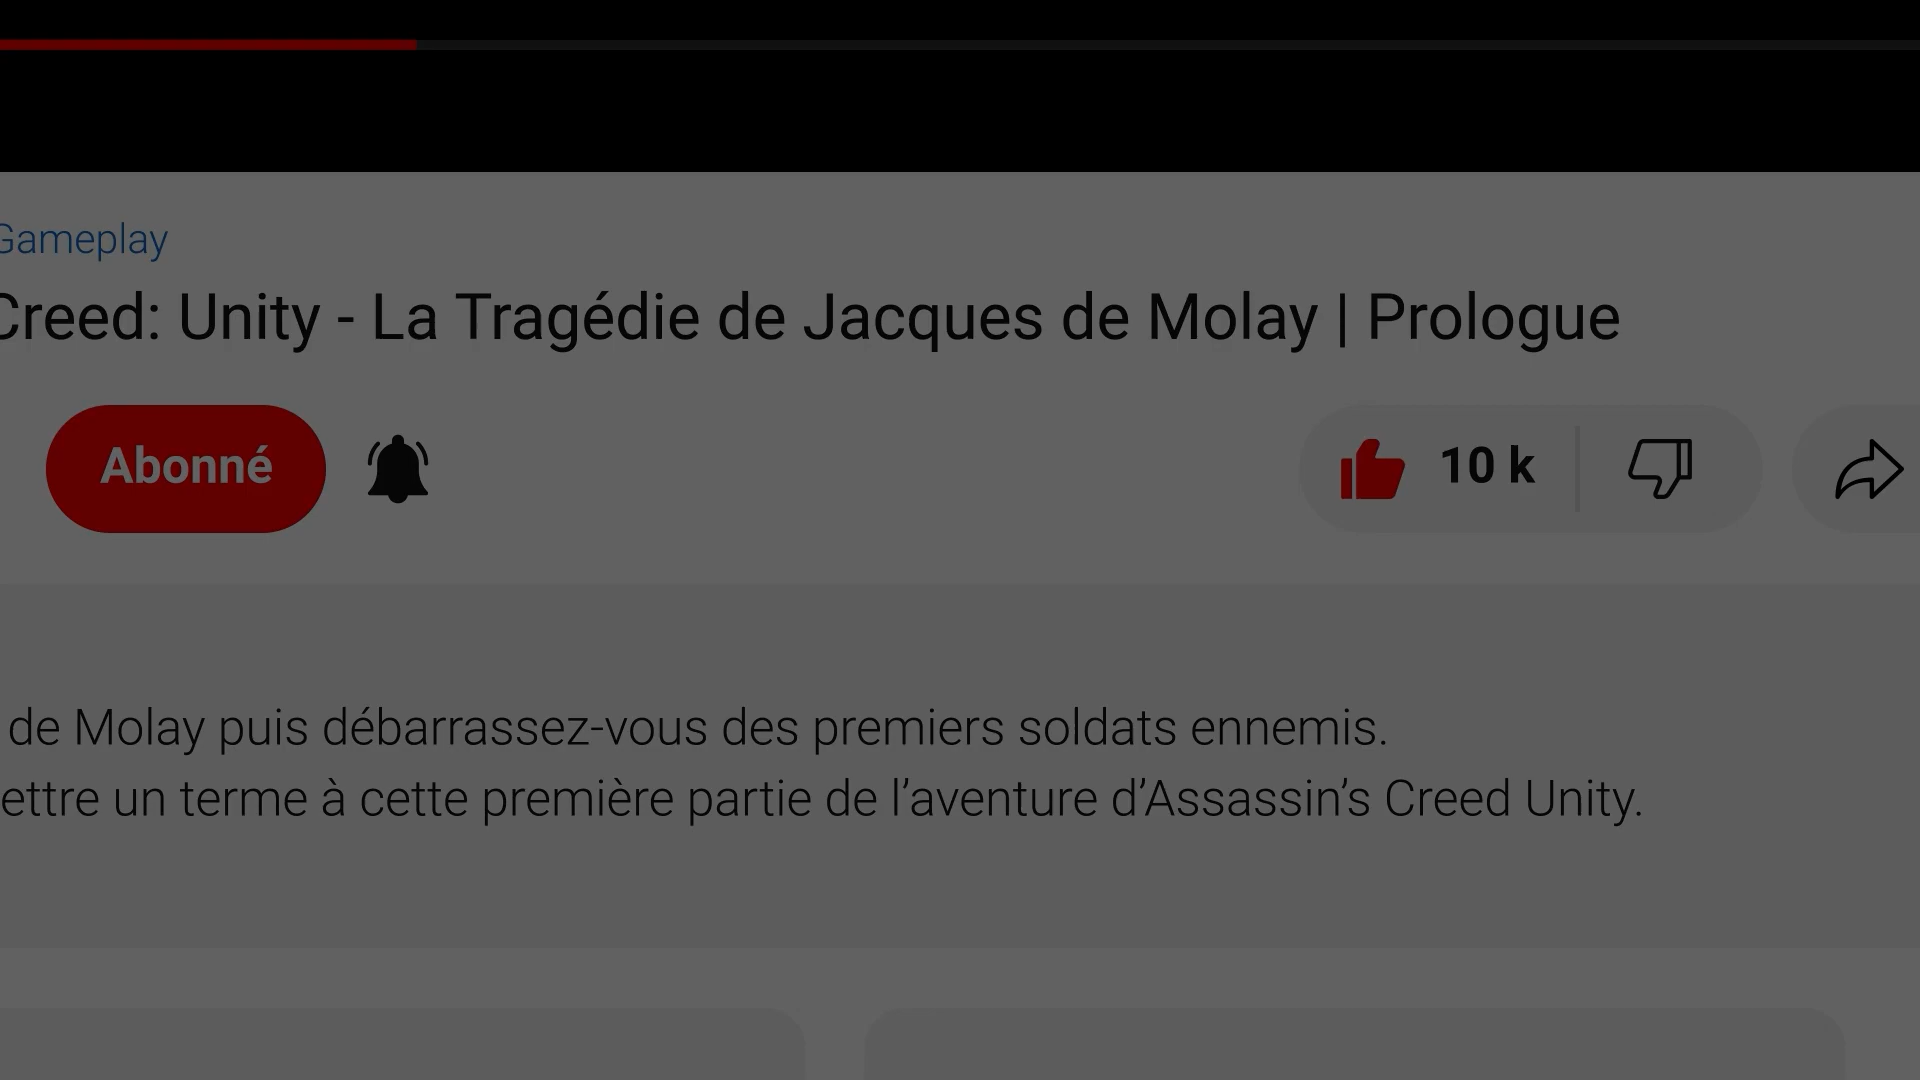 Gameplay
Creed: Unity - La Tragédie de Jacques de Molay | Prologue
Abonné
10 k
de Molay puis débarrassez-vous des premiers soldats ennemis.
ettre un terme à cette première partie de l’aventure d’Assassin’s Creed Unity.